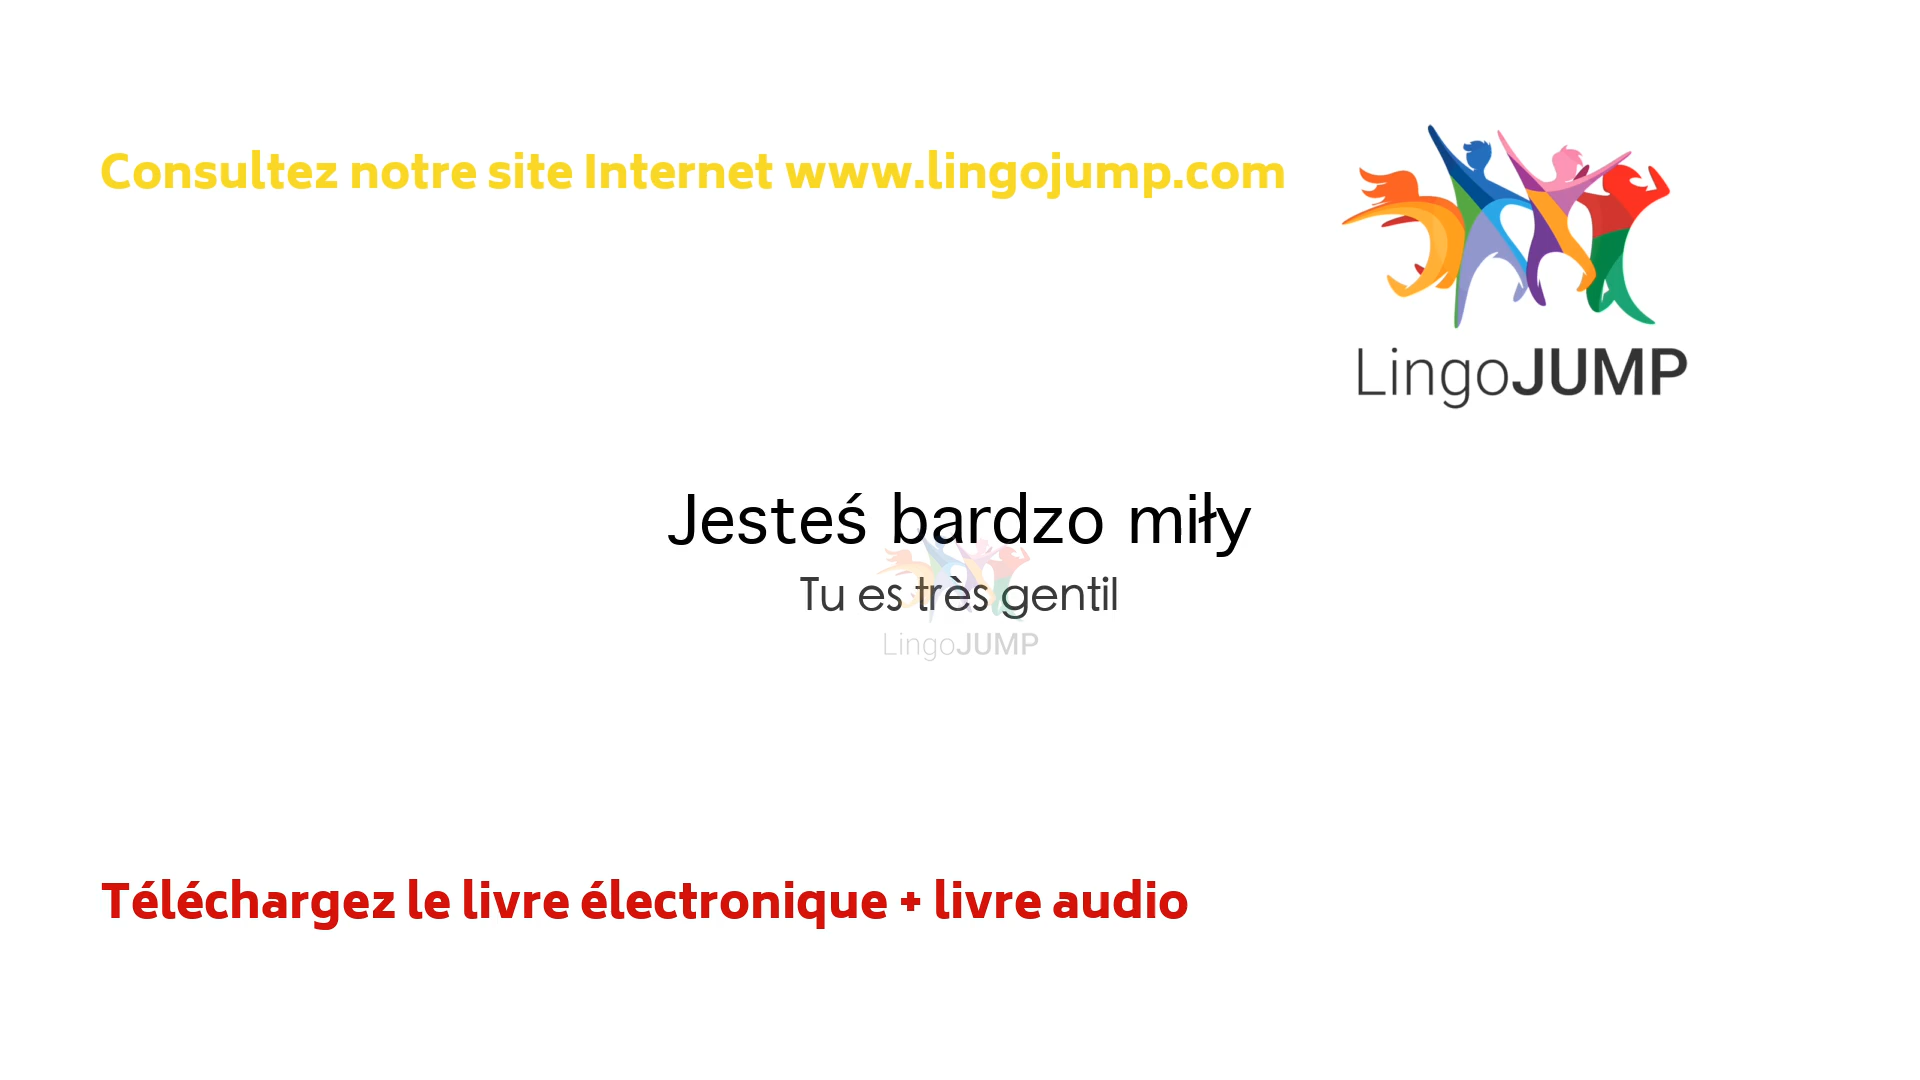 Consultez notre site Internet www.lingojump.com
LingoJUMP
Jesteś bardzo miły
Tu es très gentil
LingoJUMP
Téléchargez le livre électronique + livre audio